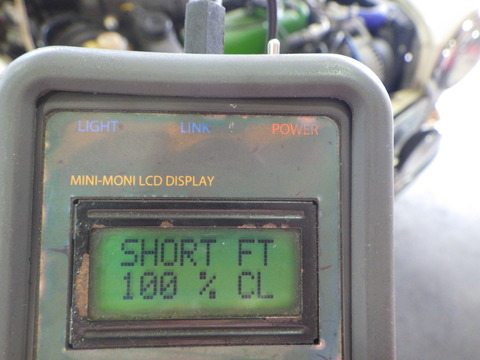 LIGHT LINK POWER
MINI-MONI LCD DISPLAY
SHORT FT
100 % CL